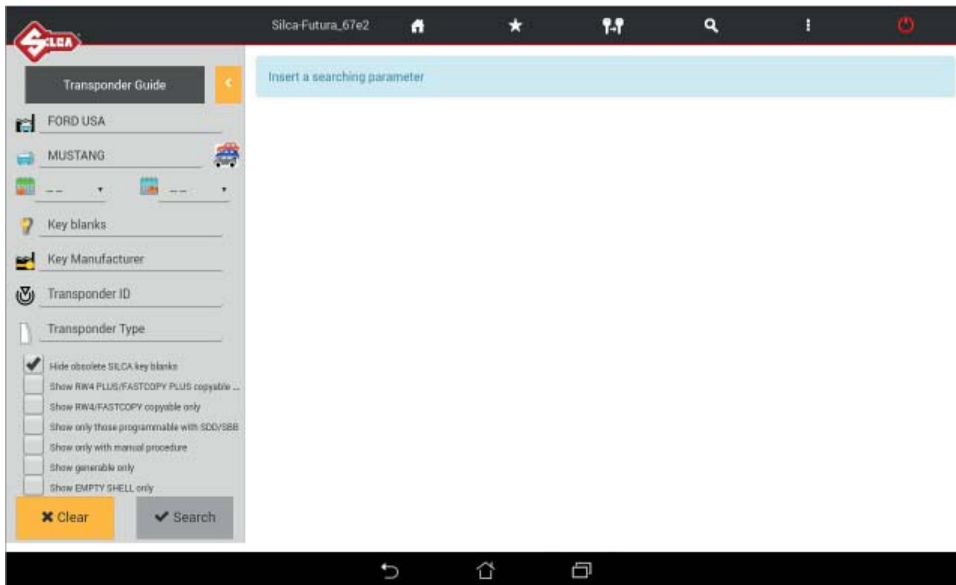 Silca-Futura_67e2
SILCA
Transponder Guide
Insert a searching parameter
FORD USA
MUSTANG
-- --
Key blanks
Key Manufacturer
Transponder ID
Transponder Type
Hide obsolete SILCA key blanks
Show RW4 PLUS/FASTCOPY PLUS copyable ...
Show RW4/FASTCOPY copyable only
Show only those programmable with SDD/SBB
Show only with manual procedure
Show generable only
Show EMPTY SHELL only
Clear Search